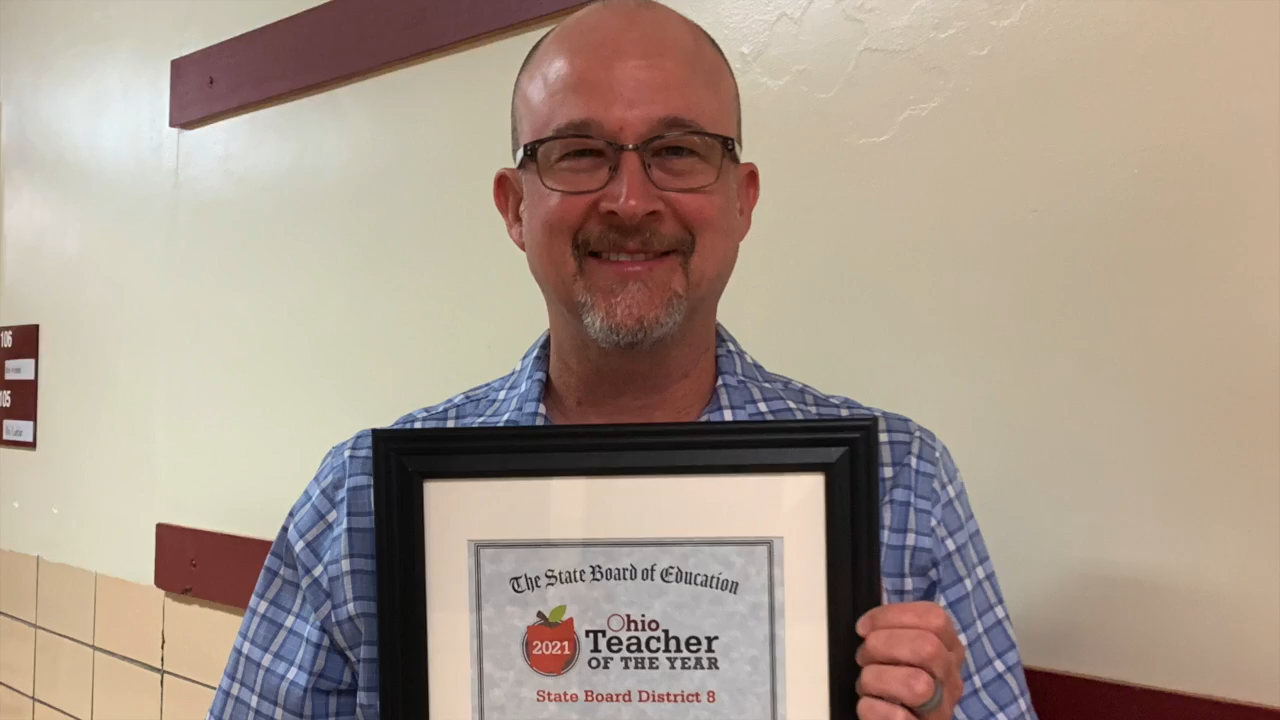 106
105
The State Board of Education
2021
Ohio
Teacher
OF THE YEAR
State Board District 8